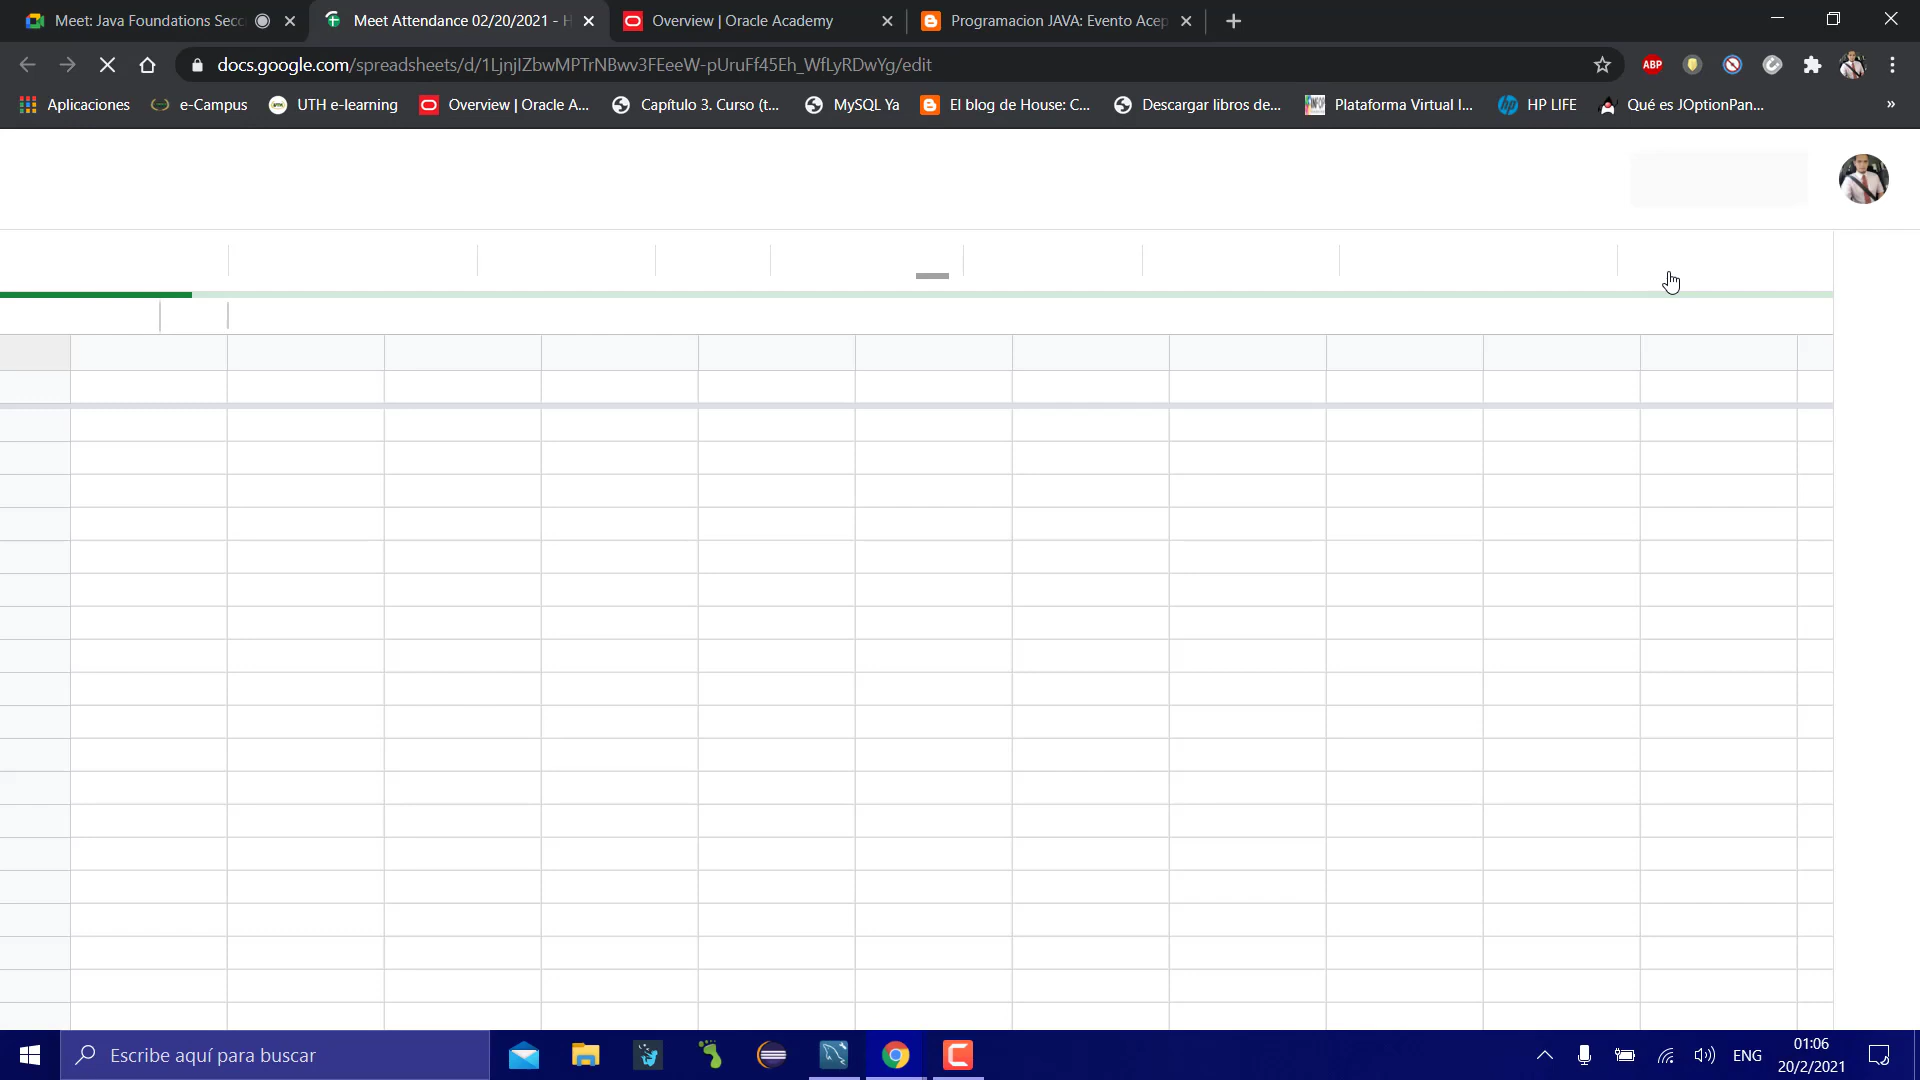 Meet: Java Foundations Secc
Meet Attendance 02/20/2021 - H
Overview | Oracle Academy
Programacion JAVA: Evento Acep
docs.google.com/spreadsheets/d/1LjnjIZbwMPTrNBwv3FEeeW-pUruFf45Eh_WfLyRDwYg/edit
ABP
Aplicaciones
e-Campus
UTH e-learning
Overview | Oracle A...
Capítulo 3. Curso (t...
MySQL Ya
El blog de House: C...
Descargar libros de...
Plataforma Virtual I...
HP LIFE
Qué es JOptionPan...
»
Escribe aquí para buscar
ENG
01:06
20/2/2021